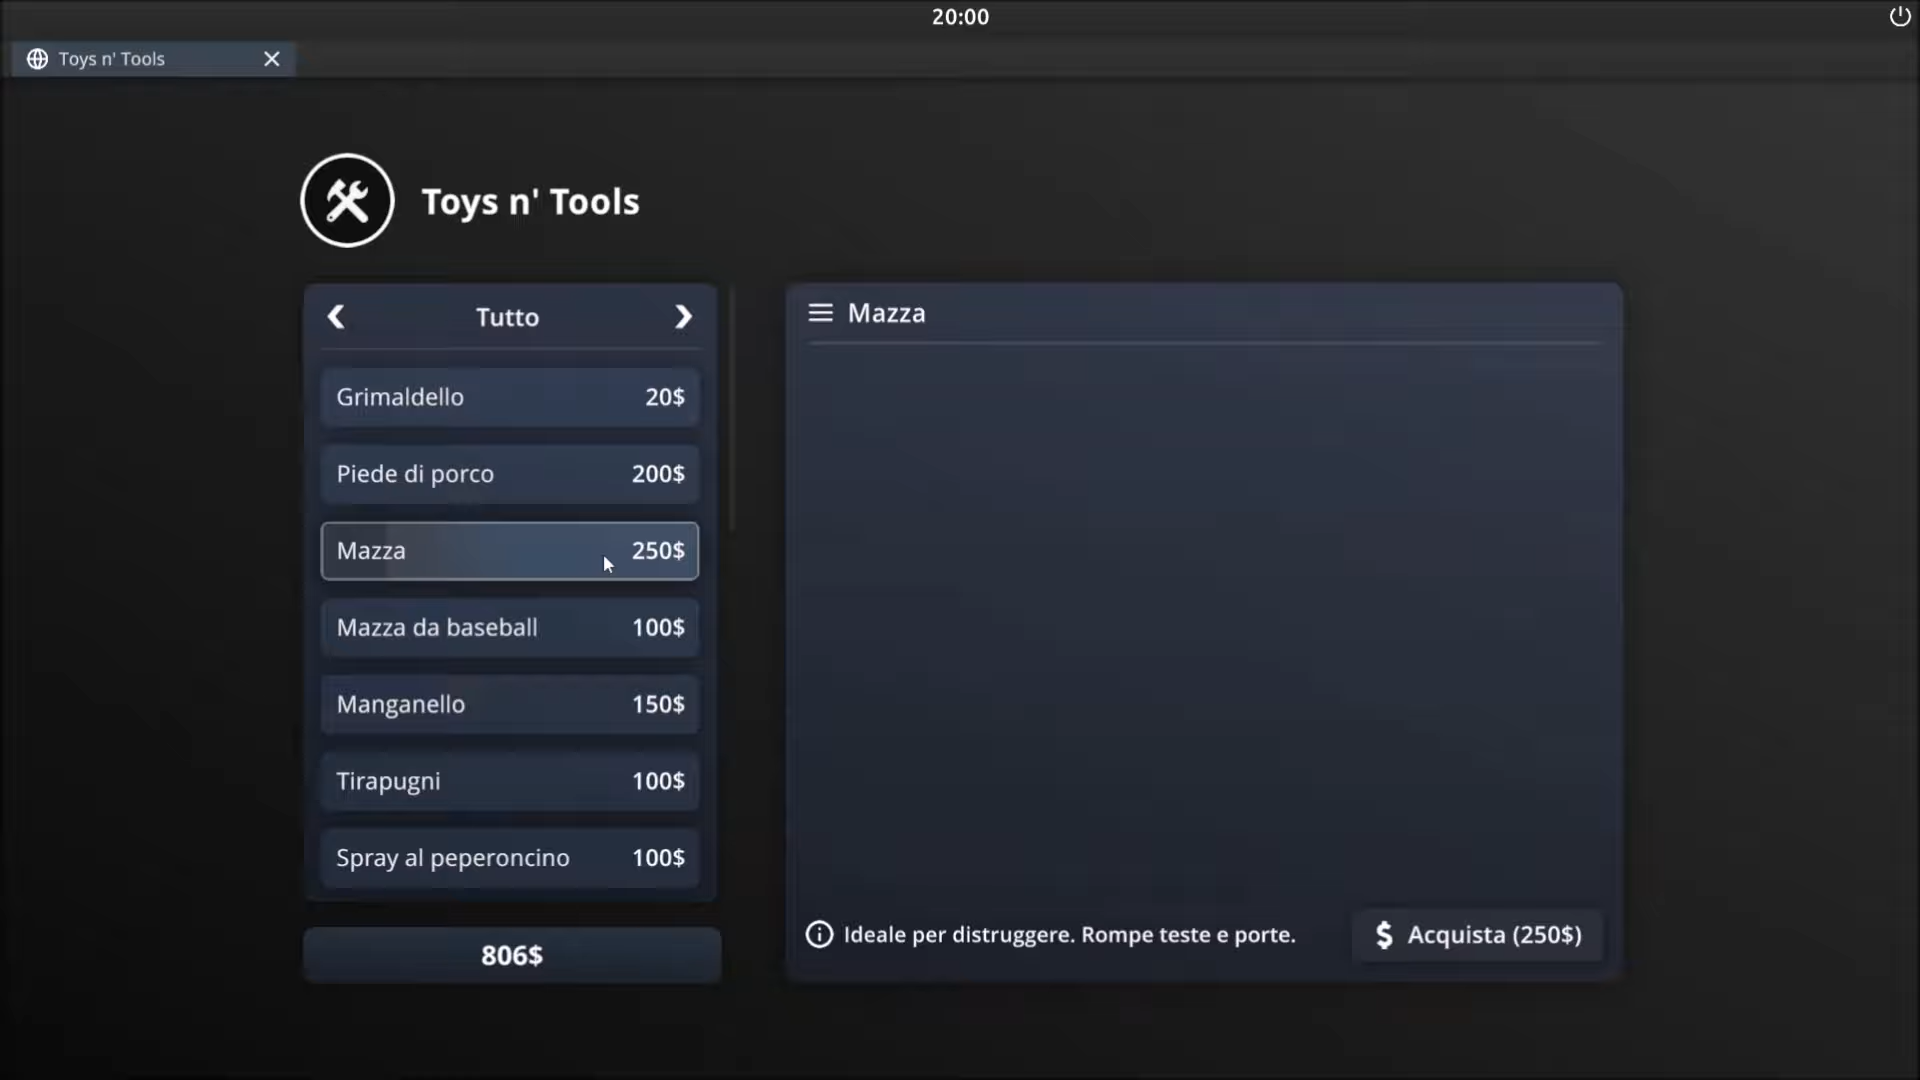 20:00
Toys n' Tools
Toys n' Tools
Tutto
Grimaldello 20$
Piede di porco 200$
Mazza 250$
Mazza da baseball 100$
Manganello 150$
Tirapugni 100$
Spray al peperoncino 100$
806$
Mazza
Ideale per distruggere. Rompe teste e porte.
$ Acquista (250$)